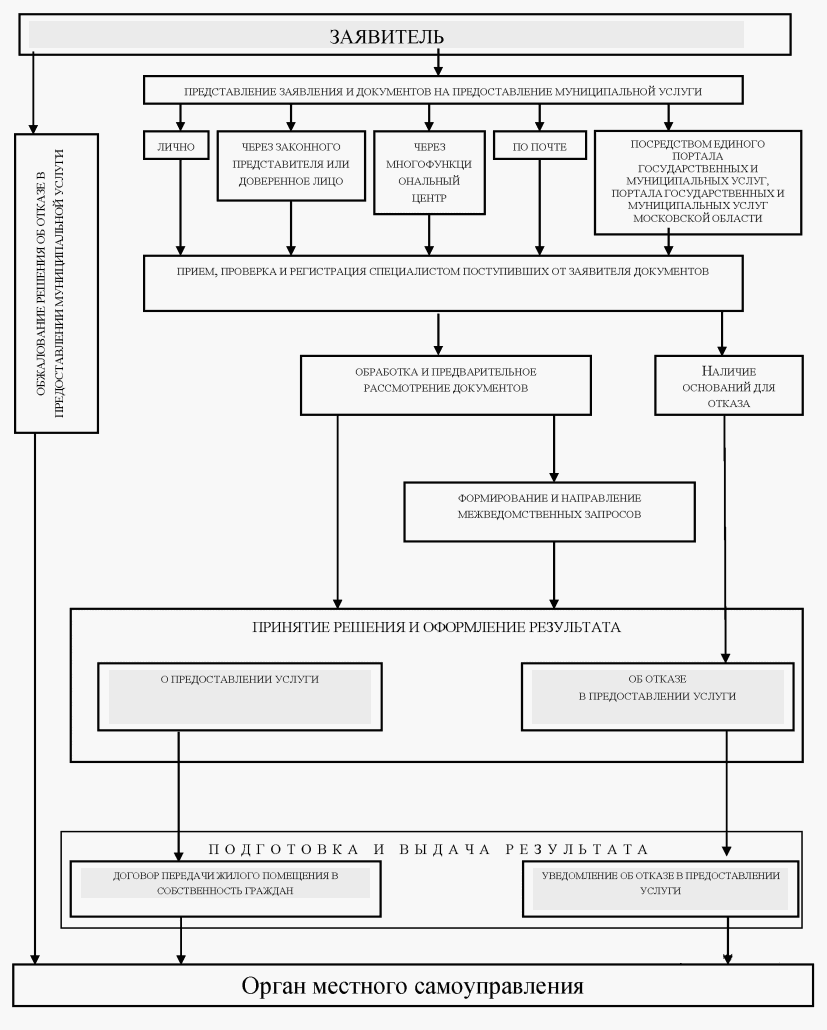 ЗАЯВИТЕЛЬ
ПРЕДСТАВЛЕНИЕ ЗАЯВЛЕНИЯ И ДОКУМЕНТОВ НА ПРЕДОСТАВЛЕНИЕ МУНИЦИПАЛЬНОЙ УСЛУГИ
ЛИЧНО
ЧЕРЕЗ ЗАКОННОГО
ПРЕДСТАВИТЕЛЯ ИЛИ
ДОВЕРЕННОЕ ЛИЦО
ЧЕРЕЗ
МНОГОФУНКЦИ
ОНАЛЬНЫЙ
ЦЕНТР
ПО ПОЧТЕ
ПОСРЕДСТВОМ ЕДИНОГО
ПОРТАЛА
ГОСУДАРСТВЕННЫХ И
МУНИЦИПАЛЬНЫХ УСЛУГ,
ПОРТАЛА ГОСУДАРСТВЕННЫХ И
МУНИЦИПАЛЬНЫХ УСЛУГ
МОСКОВСКОЙ ОБЛАСТИ
ОБЖАЛОВАНИЕ РЕШЕНИЯ ОБ ОТКАЗЕ В
ПРЕДОСТАВЛЕНИИ МУНИЦИПАЛЬНОЙ УСЛУГИ
ПРИЕМ, ПРОВЕРКА И РЕГИСТРАЦИЯ СПЕЦИАЛИСТОМ ПОСТУПИВШИХ ОТ ЗАЯВИТЕЛЯ ДОКУМЕНТОВ
ОБРАБОТКА И ПРЕДВАРИТЕЛЬНОЕ
РАССМОТРЕНИЕ ДОКУМЕНТОВ
НАЛИЧИЕ
ОСНОВАНИЙ ДЛЯ
ОТКАЗА
ФОРМИРОВАНИЕ И НАПРАВЛЕНИЕ
МЕЖВЕДОМСТВЕННЫХ ЗАПРОСОВ
ПРИНЯТИЕ РЕШЕНИЯ И ОФОРМЛЕНИЕ РЕЗУЛЬТАТА
О ПРЕДОСТАВЛЕНИИ УСЛУГИ
ОБ ОТКАЗЕ
В ПРЕДОСТАВЛЕНИИ УСЛУГИ
ПОДГОТОВКА И ВЫДАЧА РЕЗУЛЬТАТА
ДОГОВОР ПЕРЕДАЧИ ЖИЛОГО ПОМЕЩЕНИЯ В
СОБСТВЕННОСТЬ ГРАЖДАН
УВЕДОМЛЕНИЕ ОБ ОТКАЗЕ В ПРЕДОСТАВЛЕНИИ
УСЛУГИ
Орган местного самоуправления